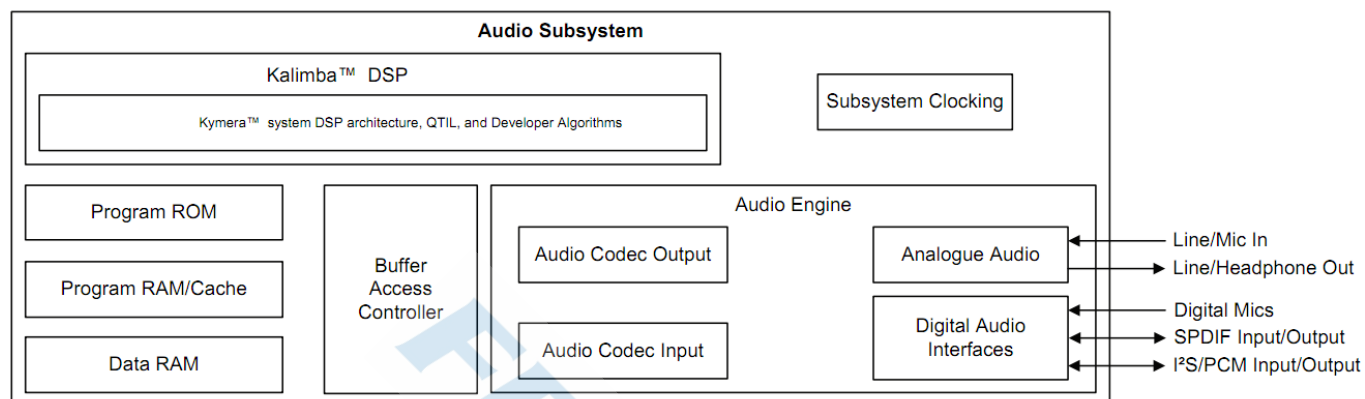 Audio Subsystem
Kalimba™ DSP
Kymera™ system DSP architecture, QTIL, and Developer Algorithms
Subsystem Clocking
Program ROM
Program RAM/Cache
Data RAM
Buffer
Access
Controller
Audio Engine
Audio Codec Output
Audio Codec Input
Analogue Audio
Digital Audio
Interfaces
Line/Mic In
Line/Headphone Out
Digital Mics
SPDIF Input/Output
I²S/PCM Input/Output